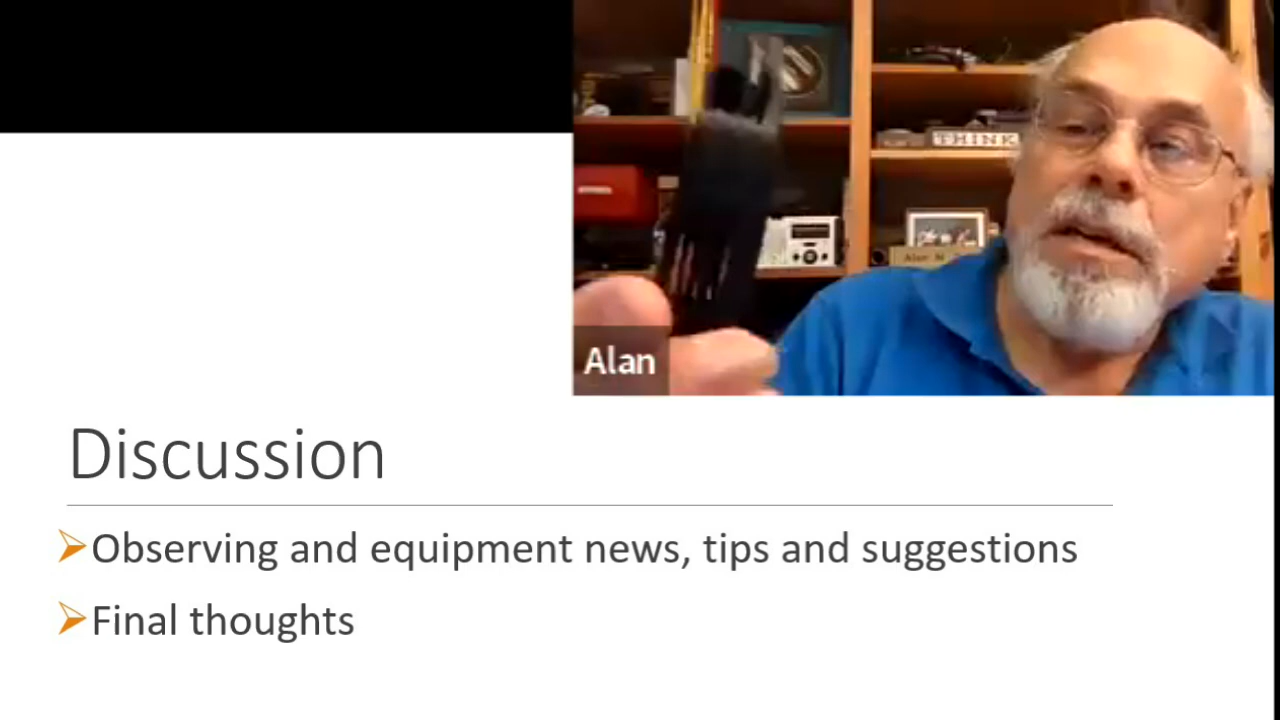 THINK
Alan
Discussion
Observing and equipment news, tips and suggestions
Final thoughts